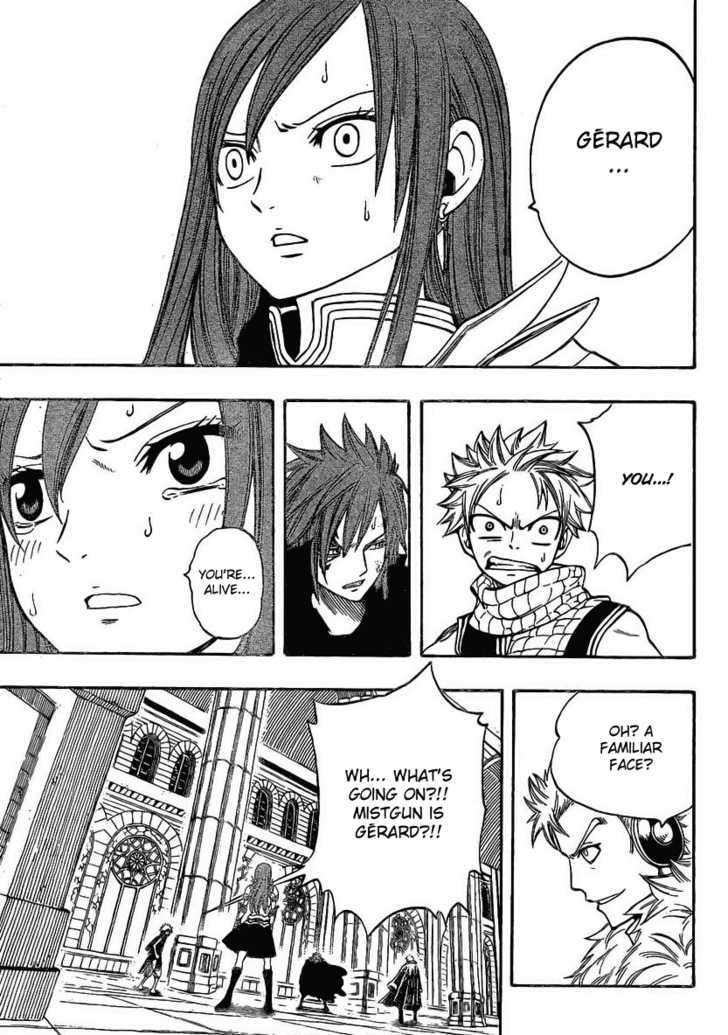 GÉRARD
...
YOU...!
YOU'RE...
ALIVE...
OH? A
FAMILIAR
FACE?
WH... WHAT'S
GOING ON?!!
MISTGUN IS
GÉRARD?!!